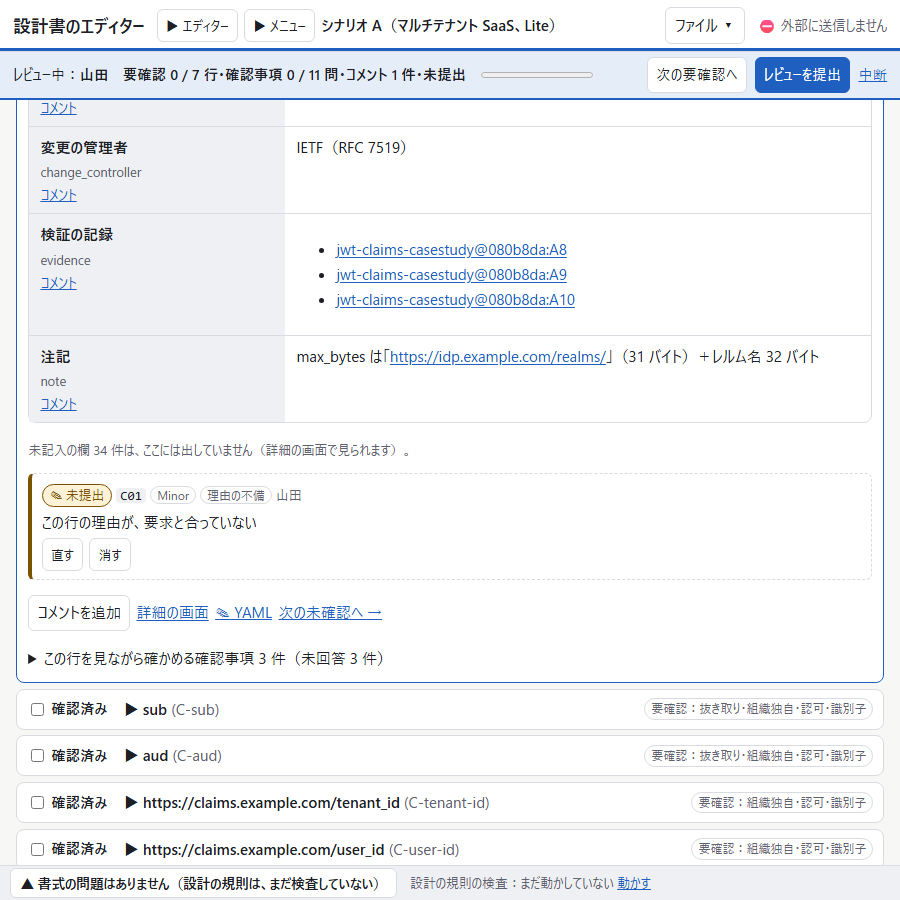 設計書のエディター ▶ エディター ▶ メニュー シナリオ A（マルチテナント SaaS、Lite） ファイル ▼ ⛔ 外部に送信しません
レビュー中：山田 要確認 0 / 7 行・確認事項 0 / 11 問・コメント 1 件・未提出 次の要確認へ レビューを提出 中断
コメント
変更の管理者 IETF（RFC 7519）
change_controller
コメント
検証の記録
evidence
コメント
• jwt-claims-casestudy@080b8da:A8
• jwt-claims-casestudy@080b8da:A9
• jwt-claims-casestudy@080b8da:A10
注記 max_bytes は「https://idp.example.com/realms/」（31 バイト）＋レルム名 32 バイト
note
コメント
未記入の欄 34 件は、ここには出していません（詳細の画面で見られます）。
✎ 未提出 C01 Minor 理由の不備 山田
この行の理由が、要求と合っていない
直す 消す
コメントを追加 詳細の画面 ✎ YAML 次の未確認へ →
▶ この行を見ながら確かめる確認事項 3 件（未回答 3 件）
確認済み ▶ sub (C-sub) 要確認：抜き取り・組織独自・認可・識別子
確認済み ▶ aud (C-aud) 要確認：抜き取り・組織独自・認可・識別子
確認済み ▶ https://claims.example.com/tenant_id (C-tenant-id) 要確認：組織独自・認可・識別子
確認済み ▶ https://claims.example.com/user_id (C-user-id) 要確認：組織独自・認可・識別子
▲ 書式の問題はありません（設計の規則は、まだ検査していない） 設計の規則の検査：まだ動かしていない 動かす